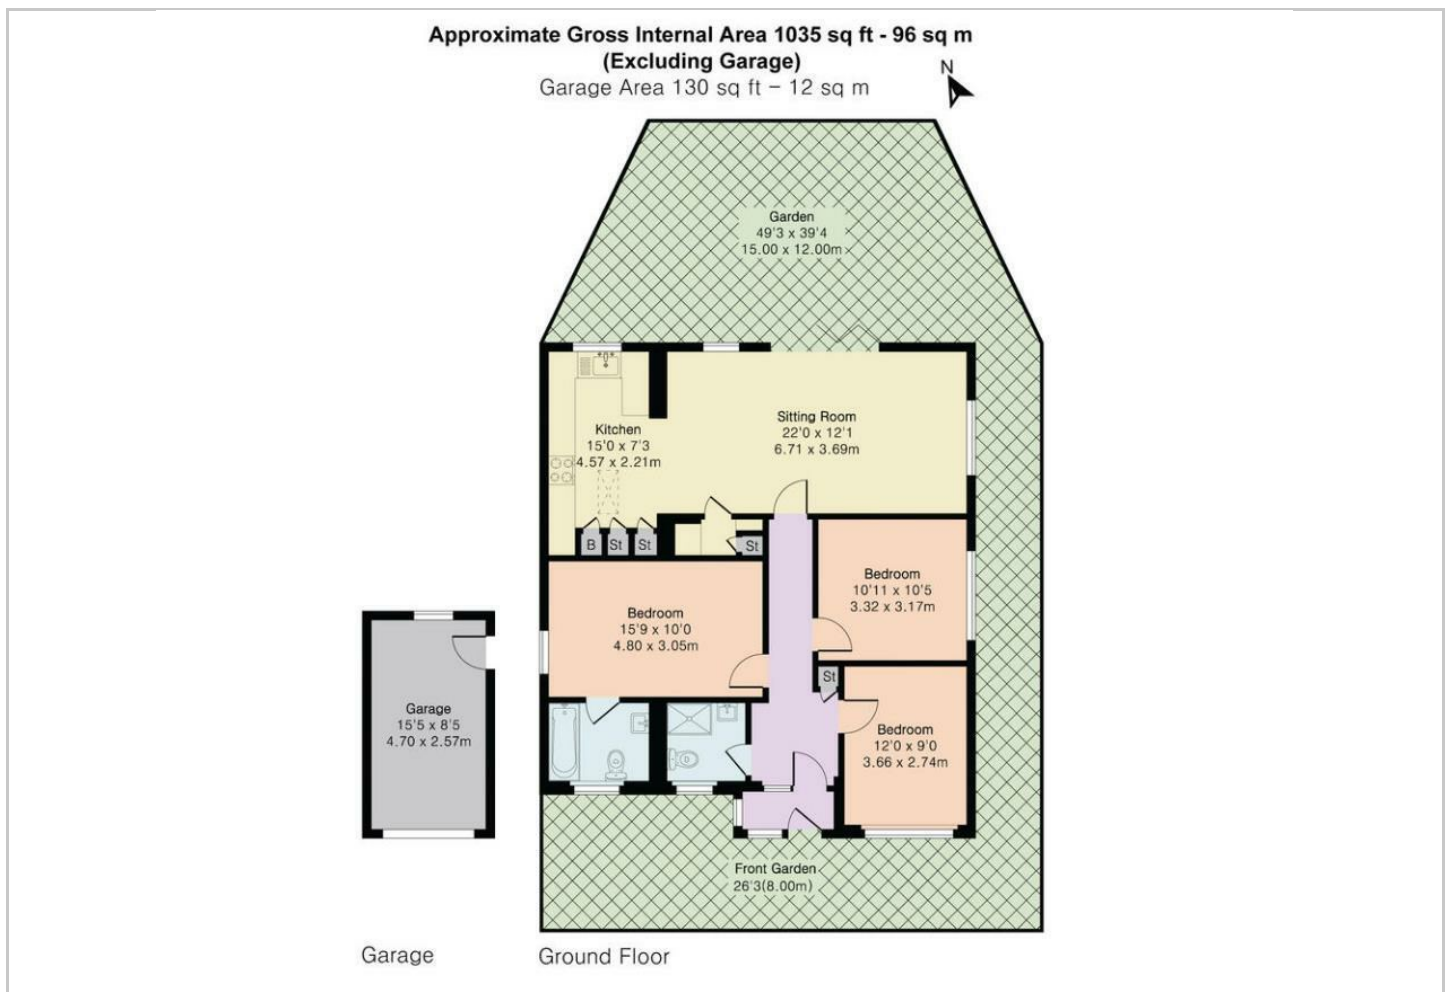 Approximate Gross Internal Area 1035 sq ft - 96 sq m
(Excluding Garage)
Garage Area 130 sq ft – 12 sq m
N
Garden
49'3 x 39'4
15.00 x 12.00m
Kitchen
15'0 x 7'3
4.57 x 2.21m
Sitting Room
22'0 x 12'1
6.71 x 3.69m
B
St
St
St
Bedroom
10'11 x 10'5
3.32 x 3.17m
Bedroom
15'9 x 10'0
4.80 x 3.05m
St
Garage
15'5 x 8'5
4.70 x 2.57m
Bedroom
12'0 x 9'0
3.66 x 2.74m
Front Garden
26'3(8.00m)
Garage
Ground Floor